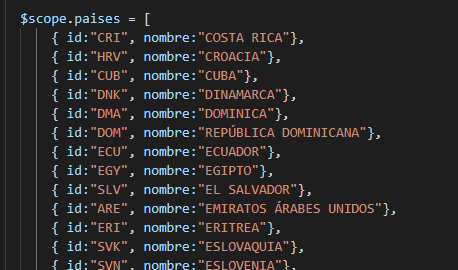 $scope.paises = [
{ id:"CRI", nombre:"COSTA RICA"},
{ id:"HRV", nombre:"CROACIA"},
{ id:"CUB", nombre:"CUBA"},
{ id:"DNK", nombre:"DINAMARCA"},
{ id:"DMA", nombre:"DOMINICA"},
{ id:"DOM", nombre:"REPÚBLICA DOMINICANA"},
{ id:"ECU", nombre:"ECUADOR"},
{ id:"EGY", nombre:"EGIPTO"},
{ id:"SLV", nombre:"EL SALVADOR"},
{ id:"ARE", nombre:"EMIRATOS ÁRABES UNIDOS"},
{ id:"ERI", nombre:"ERITREA"},
{ id:"SVK", nombre:"ESLOVAQUIA"},
{ id:"SVN", nombre:"ESLOVENIA"},